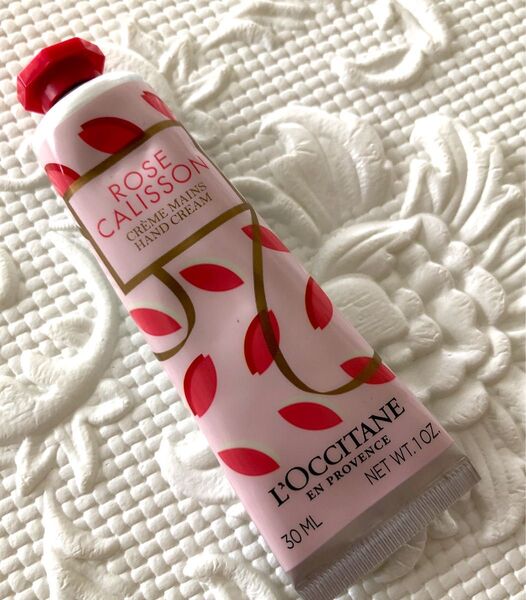 ROSE
CALISSON
CRÈME MAINS
HAND CREAM
L'OCCITANE
EN PROVENCE
30 ML
NET WT. 1 OZ.